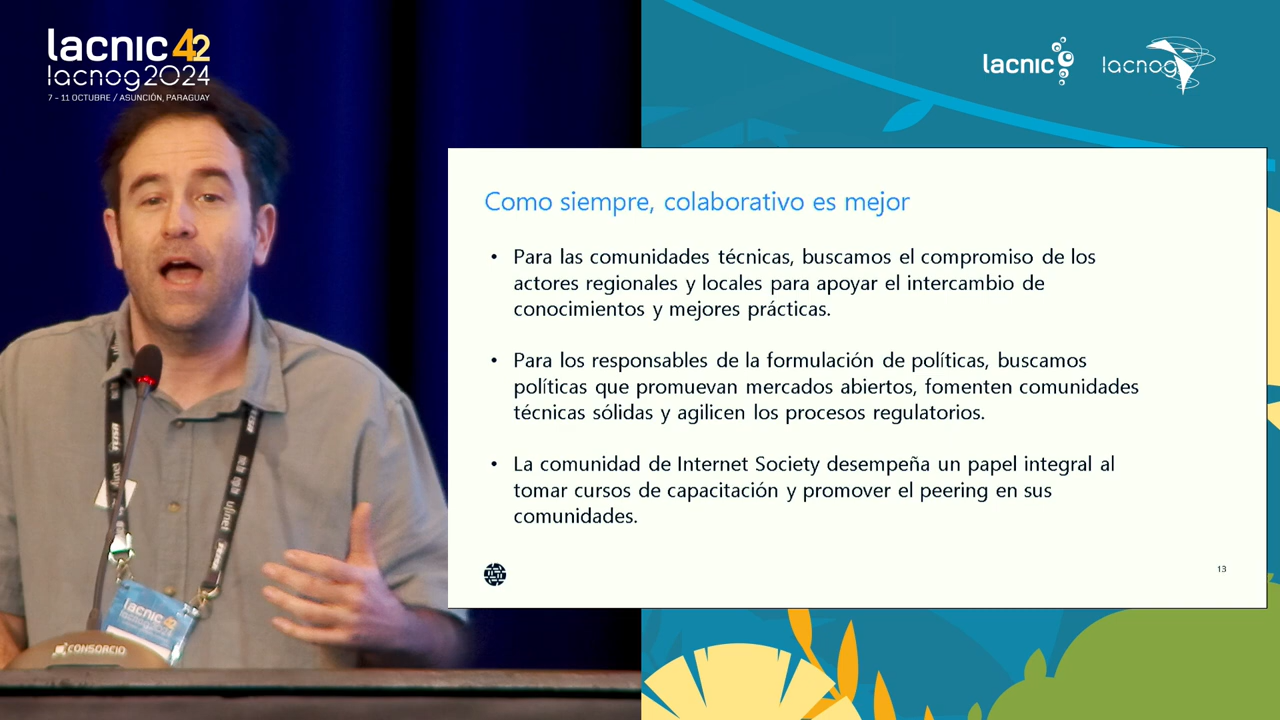 lacnic 42
lacnog2024
7 - 11 OCTUBRE / ASUNCIÓN, PARAGUAY
lacnic
lacnog
Como siempre, colaborativo es mejor
• Para las comunidades técnicas, buscamos el compromiso de los
actores regionales y locales para apoyar el intercambio de
conocimientos y mejores prácticas.
• Para los responsables de la formulación de políticas, buscamos
políticas que promuevan mercados abiertos, fomenten comunidades
técnicas sólidas y agilicen los procesos regulatorios.
• La comunidad de Internet Society desempeña un papel integral al
tomar cursos de capacitación y promover el peering en sus
comunidades.
13
ufinet
lacnic 42
CONSORCIO